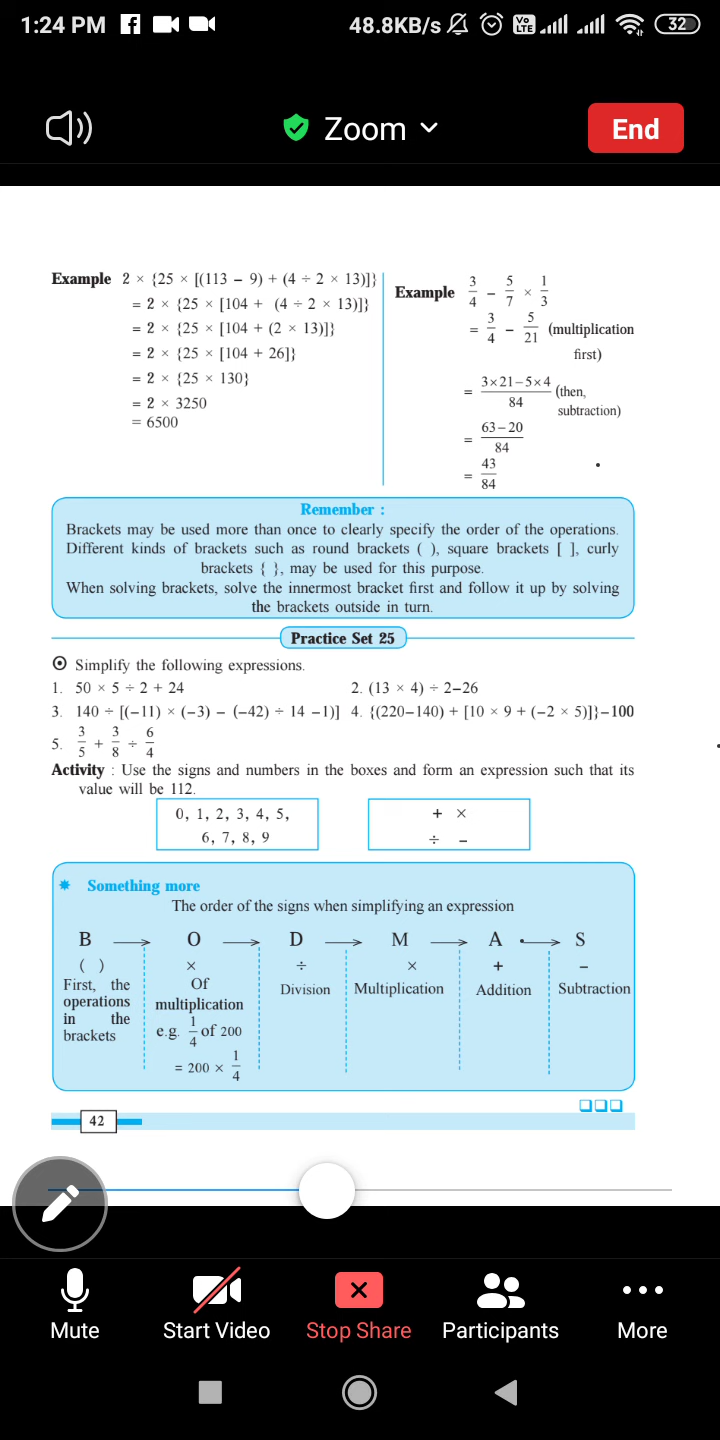 1:24 PM 48.8KB/s Vo LTE 32
Zoom
End
Example 2 × {25 × [(113 – 9) + (4 ÷ 2 × 13)]}
= 2 × {25 × [104 + (4 ÷ 2 × 13)]}
= 2 × {25 × [104 + (2 × 13)]}
= 2 × {25 × [104 + 26]}
= 2 × {25 × 130}
= 2 × 3250
= 6500
Example 3/4 – 5/7 × 1/3
= 3/4 – 5/21 (multiplication
first)
= 3×21–5×4/84 (then,
subtraction)
= 63–20/84
= 43/84
Remember :
Brackets may be used more than once to clearly specify the order of the operations.
Different kinds of brackets such as round brackets ( ), square brackets [ ], curly
brackets { }, may be used for this purpose.
When solving brackets, solve the innermost bracket first and follow it up by solving
the brackets outside in turn.
Practice Set 25
Simplify the following expressions.
1. 50 × 5 ÷ 2 + 24 2. (13 × 4) ÷ 2–26
3. 140 ÷ [(–11) × (–3) – (–42) ÷ 14 –1)] 4. {(220–140) + [10 × 9 + (–2 × 5)]}–100
5. 3/5 + 3/8 ÷ 6/4
Activity : Use the signs and numbers in the boxes and form an expression such that its
value will be 112.
0, 1, 2, 3, 4, 5,
6, 7, 8, 9
+ ×
÷ –
* Something more
The order of the signs when simplifying an expression
B → O → D → M → A → S
( ) × ÷ × + –
First, the
operations
in the
brackets
Of
multiplication
e.g. 1/4 of 200
= 200 × 1/4
Division
Multiplication
Addition
Subtraction
42
Mute
Start Video
Stop Share
Participants
More